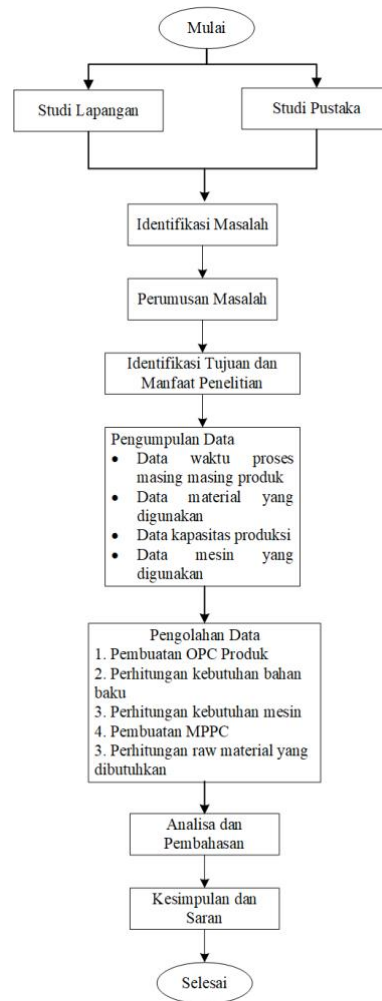 Mulai
Studi Lapangan
Studi Pustaka
Identifikasi Masalah
Perumusan Masalah
Identifikasi Tujuan dan
Manfaat Penelitian
Pengumpulan Data
• Data waktu proses
masing masing produk
• Data material yang
digunakan
• Data kapasitas produksi
• Data mesin yang
digunakan
Pengolahan Data
1. Pembuatan OPC Produk
2. Perhitungan kebutuhan bahan
baku
3. Perhitungan kebutuhan mesin
4. Pembuatan MPPC
3. Perhitungan raw material yang
dibutuhkan
Analisa dan
Pembahasan
Kesimpulan dan
Saran
Selesai